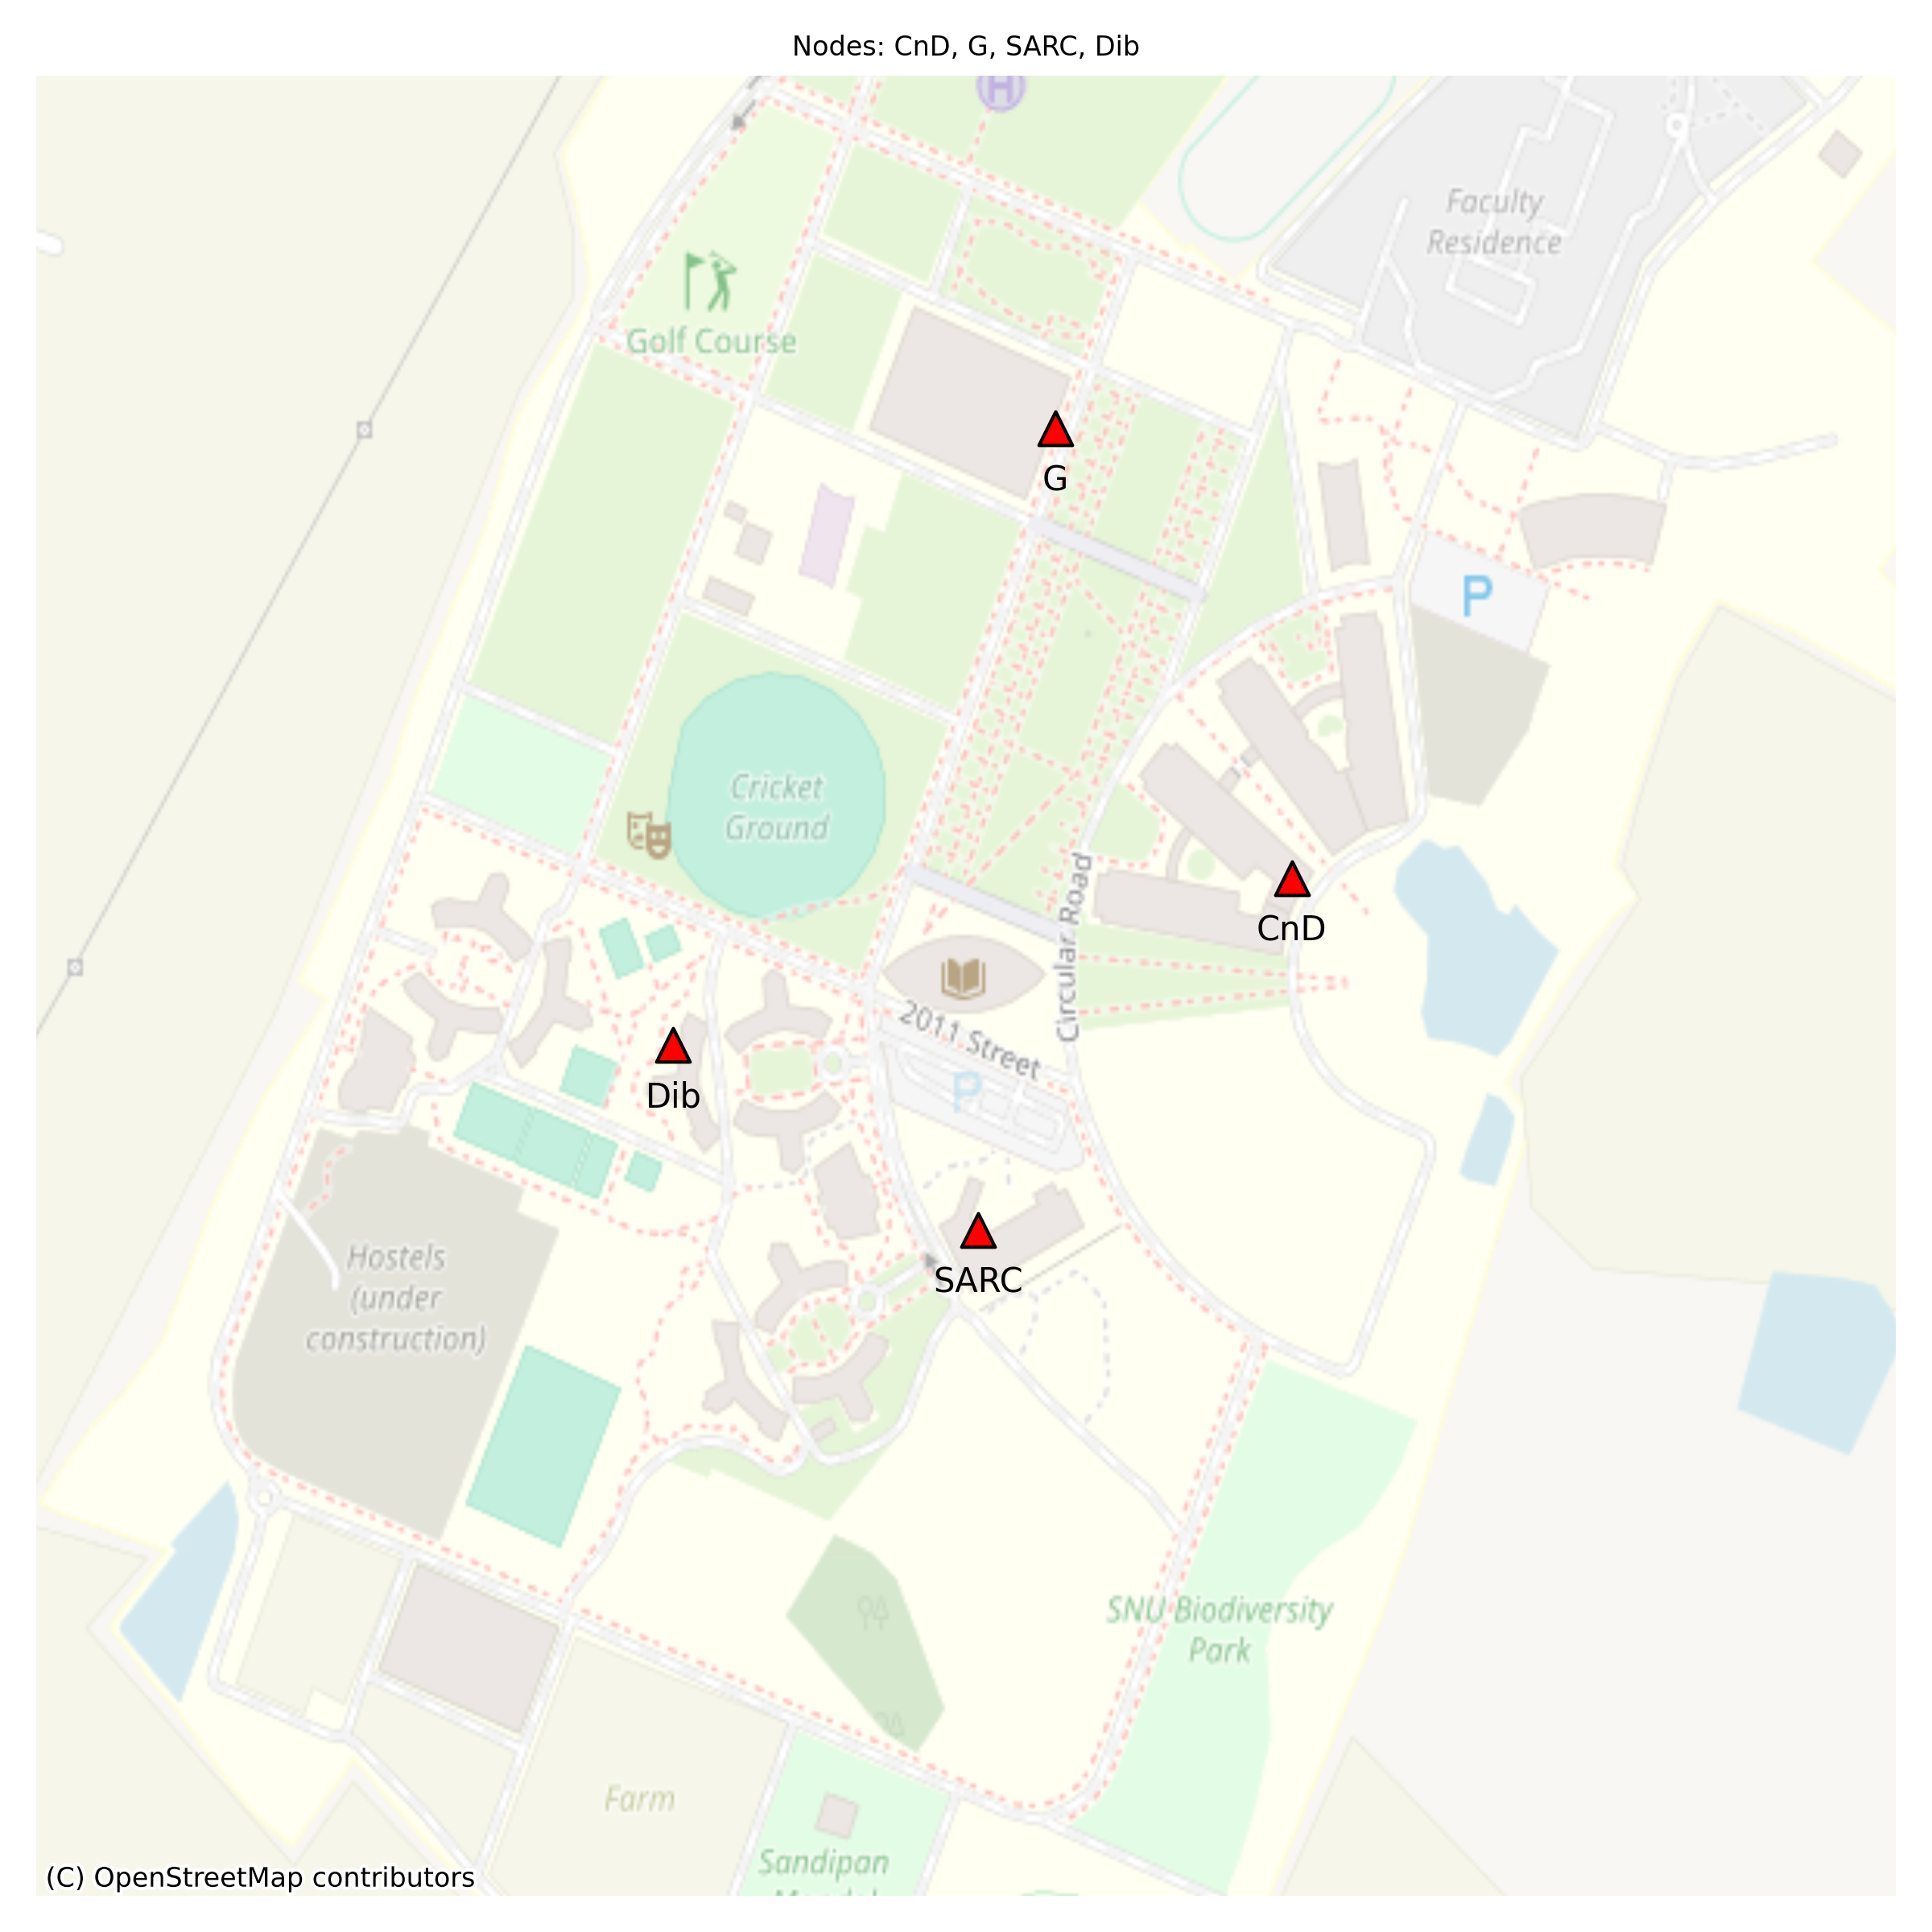 Nodes: CnD, G, SARC, Dib
H
Faculty
Residence
Golf Course
G
P
Cricket
Ground
CnD
Circular Road
2011 Street
P
Dib
SARC
Hostels
(under
construction)
SNU Biodiversity
Park
Farm
Sandipan
(C) OpenStreetMap contributors